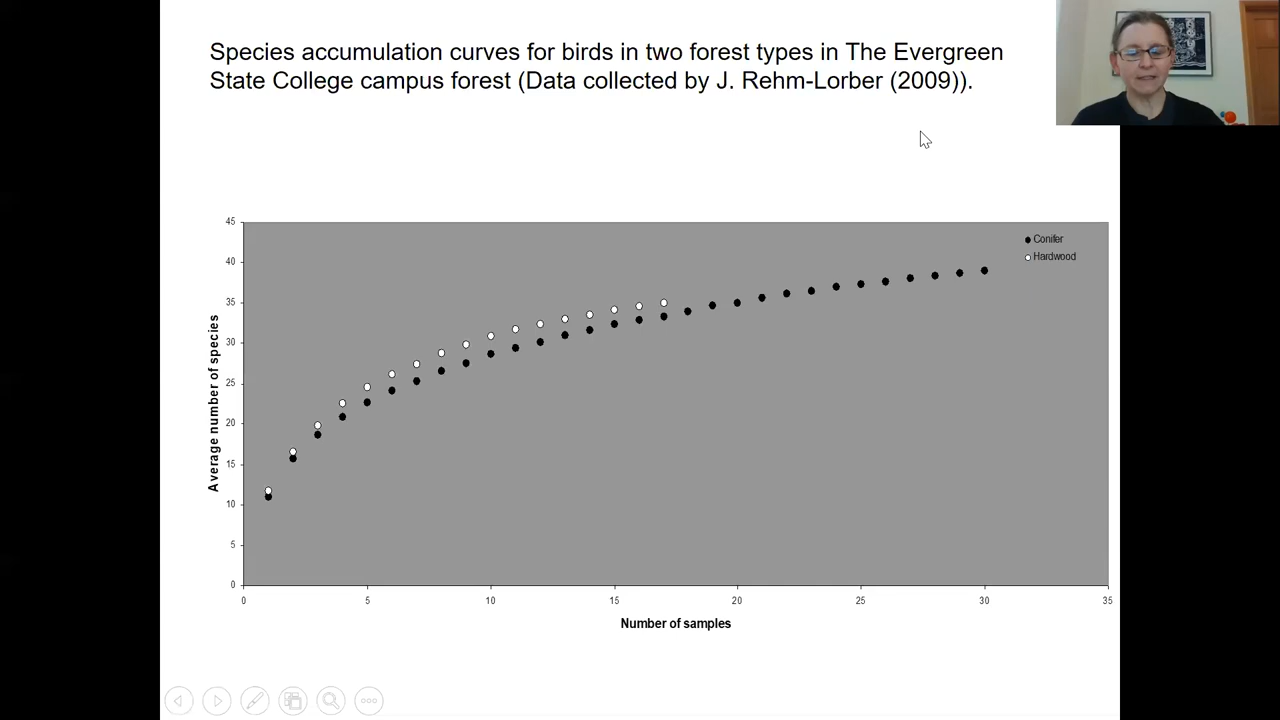 Species accumulation curves for birds in two forest types in The Evergreen
State College campus forest (Data collected by J. Rehm-Lorber (2009)).
45
40
35
30
25
20
15
10
5
0
Average number of species
Conifer
Hardwood
0 5 10 15 20 25 30 35
Number of samples